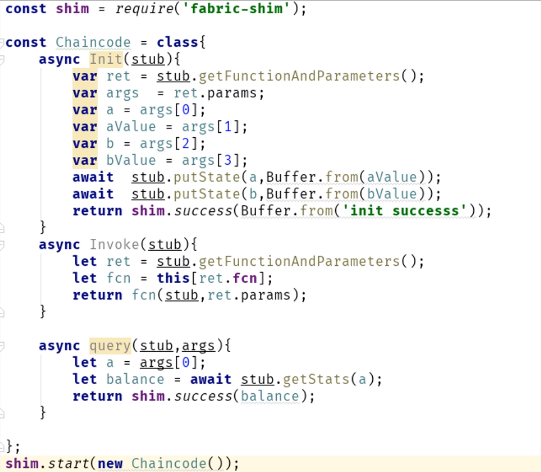 const shim = require('fabric-shim');
const Chaincode = class{
async Init(stub){
var ret = stub.getFunctionAndParameters();
var args  = ret.params;
var a = args[0];
var aValue = args[1];
var b = args[2];
var bValue = args[3];
await  stub.putState(a,Buffer.from(aValue));
await  stub.putState(b,Buffer.from(bValue));
return shim.success(Buffer.from('init successs'));
}
async Invoke(stub){
let ret = stub.getFunctionAndParameters();
let fcn = this[ret.fcn];
return fcn(stub,ret.params);
}
async query(stub,args){
let a = args[0];
let balance = await stub.getStats(a);
return shim.success(balance);
}
};
shim.start(new Chaincode());